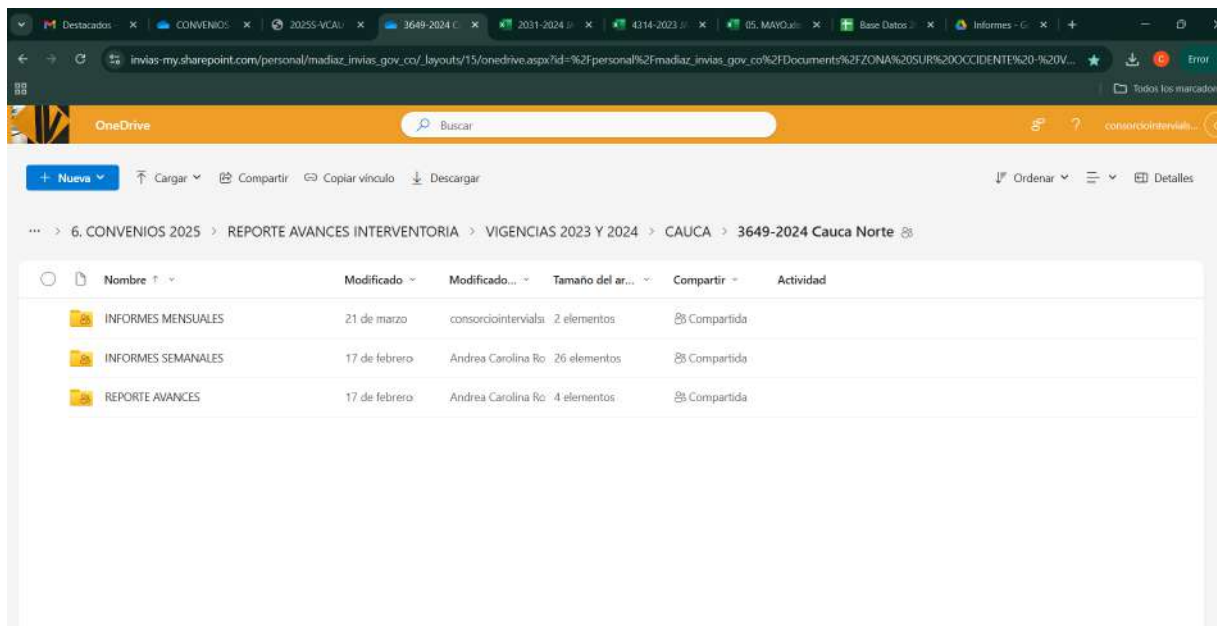 Destacados
CONVENIOS
2025S-VCAU
3649-2024 C
2031-2024
4314-2023
05. MAYO
Base Datos 2
Informes - G
invias-my.sharepoint.com/personal/madiaz_invias_gov_co/_layouts/15/onedrive.aspx?id=%2Fpersonal%2Fmadiaz_invias_gov_co%2FDocuments%2FZONA%20SUR%20OCCIDENTE%20-%20V...
Error
Todos los marcador
OneDrive
Buscar
?
consorciointervials...
+ Nueva
Cargar
Compartir
Copiar vínculo
Descargar
Ordenar
Detalles
... > 6. CONVENIOS 2025 > REPORTE AVANCES INTERVENTORIA > VIGENCIAS 2023 Y 2024 > CAUCA > 3649-2024 Cauca Norte
Nombre ↑ Modificado Modificado... Tamaño del ar... Compartir Actividad
INFORMES MENSUALES 21 de marzo consorciointervialsu 2 elementos Compartida
INFORMES SEMANALES 17 de febrero Andrea Carolina Ro 26 elementos Compartida
REPORTE AVANCES 17 de febrero Andrea Carolina Ro 4 elementos Compartida